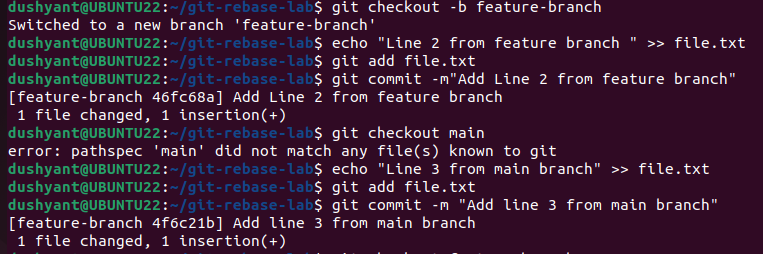 dushyant@UBUNTU22:~/git-rebase-lab$ git checkout -b feature-branch
Switched to a new branch 'feature-branch'
dushyant@UBUNTU22:~/git-rebase-lab$ echo "Line 2 from feature branch " >> file.txt
dushyant@UBUNTU22:~/git-rebase-lab$ git add file.txt
dushyant@UBUNTU22:~/git-rebase-lab$ git commit -m"Add Line 2 from feature branch"
[feature-branch 46fc68a] Add Line 2 from feature branch
 1 file changed, 1 insertion(+)
dushyant@UBUNTU22:~/git-rebase-lab$ git checkout main
error: pathspec 'main' did not match any file(s) known to git
dushyant@UBUNTU22:~/git-rebase-lab$ echo "Line 3 from main branch" >> file.txt
dushyant@UBUNTU22:~/git-rebase-lab$ git add file.txt
dushyant@UBUNTU22:~/git-rebase-lab$ git commit -m "Add line 3 from main branch"
[feature-branch 4f6c21b] Add line 3 from main branch
 1 file changed, 1 insertion(+)